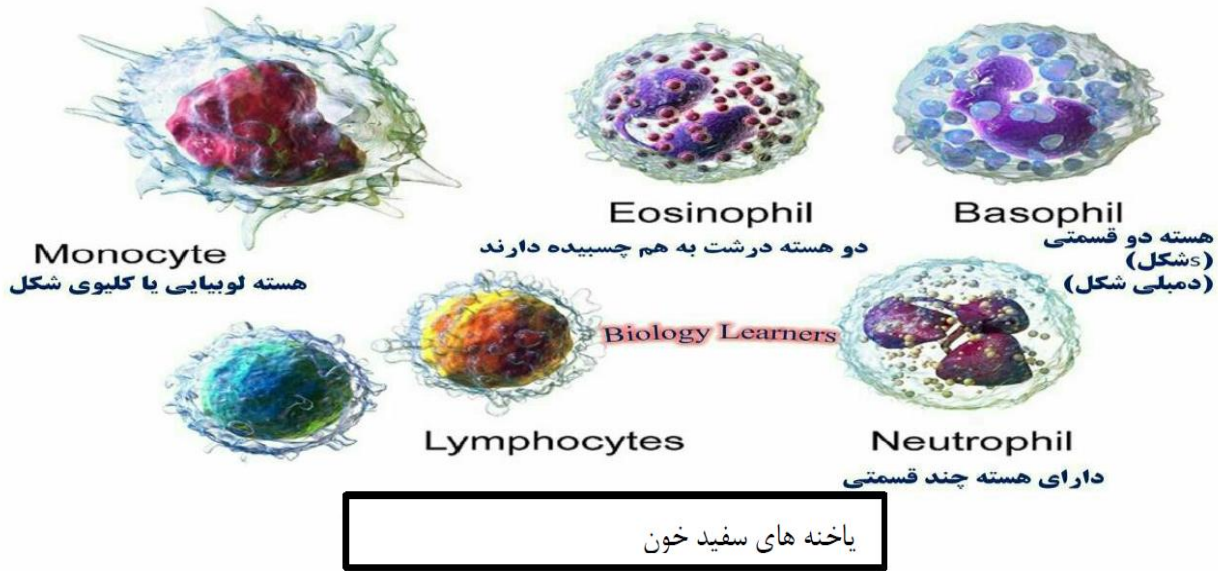 Eosinophil
دو هسته درشت به هم چسبیده دارند
Basophil
هسته دو قسمتی
(sشکل)
(دمبلی شکل)
Monocyte
هسته لوبیایی یا کلیوی شکل
Biology Learners
Lymphocytes
Neutrophil
دارای هسته چند قسمتی
یاخنه های سفید خون